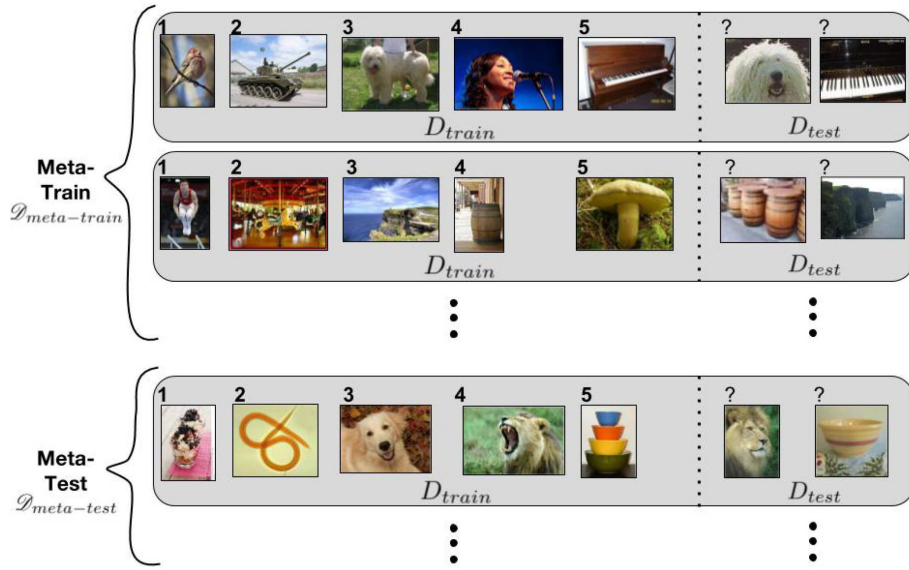 1 2 3 4 5 ? ?
D_train D_test
Meta-
Train
𝒟_meta−train
1 2 3 4 5 ? ?
D_train D_test
1 2 3 4 5 ? ?
Meta-
Test
𝒟_meta−test
D_train D_test